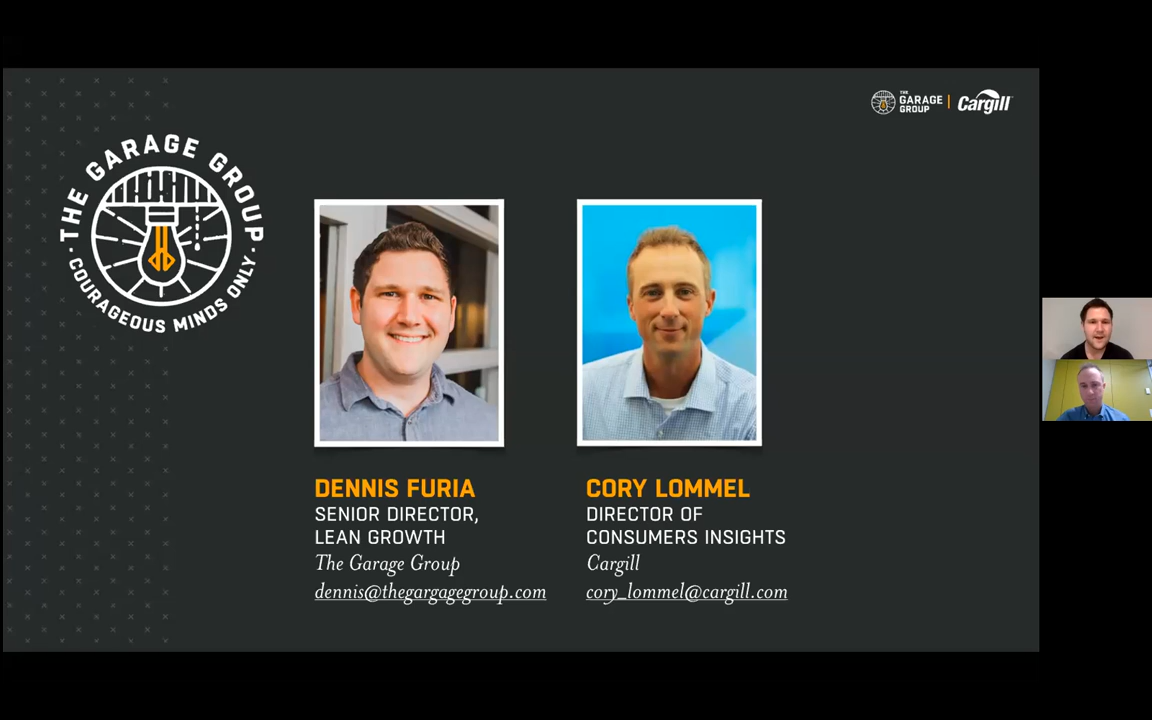 THE GARAGE GROUP
· COURAGEOUS MINDS ONLY ·
THE
GARAGE
GROUP
Cargill
DENNIS FURIA
SENIOR DIRECTOR,
LEAN GROWTH
The Garage Group
dennis@thegargagegroup.com
CORY LOMMEL
DIRECTOR OF
CONSUMERS INSIGHTS
Cargill
cory_lommel@cargill.com